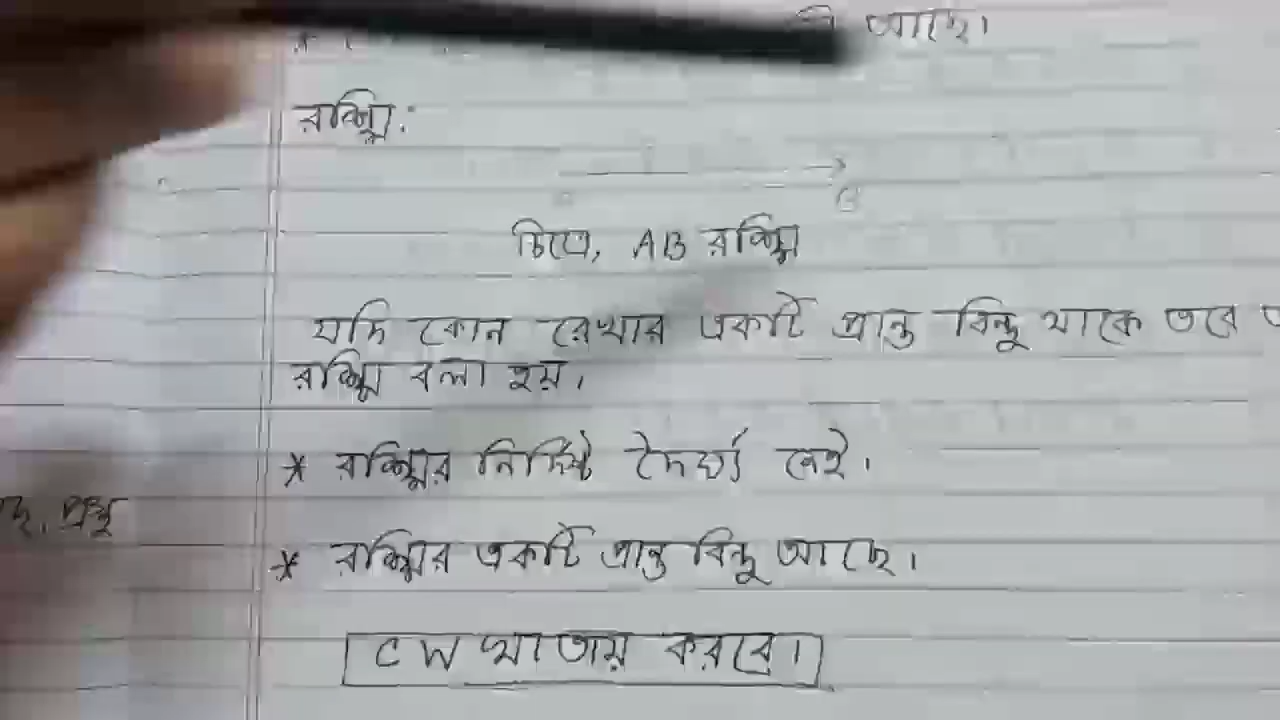 আছে।
রশ্মি:
B
চিত্রে, AB রশ্মি
যদি কোন রেখার একটি প্রান্ত বিন্দু থাকে তবে
রশ্মি বলা হয়।
* রশ্মির নির্দিষ্ট দৈর্ঘ্য নেই।
* রশ্মির একটি প্রান্ত বিন্দু আছে।
CW খাতায় করবে।